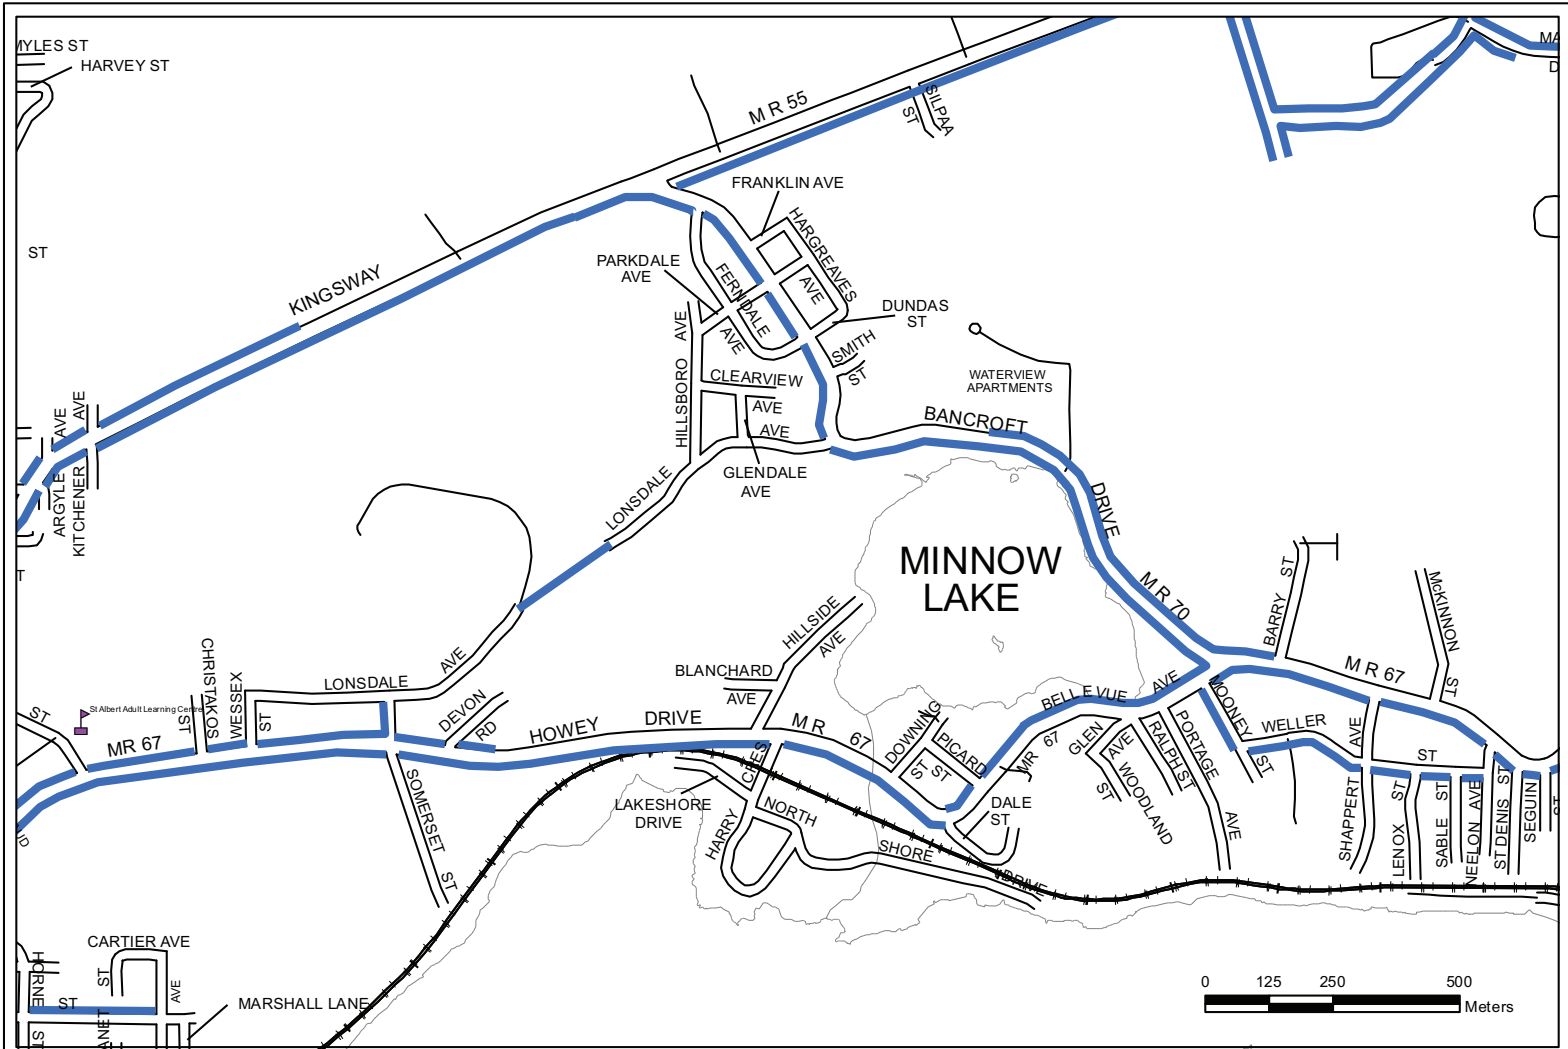 MYLES ST
HARVEY ST
MA
D
M R 55
SILPAA
ST
FRANKLIN AVE
HARGREAVES
AVE
ST
PARKDALE
AVE
FERNDALE
AVE
KINGSWAY
DUNDAS
ST
SMITH
ST
HILLSBORO AVE
CLEARVIEW
AVE
WATERVIEW
APARTMENTS
BANCROFT
DRIVE
AVE
GLENDALE
AVE
LONSDALE
ARGYLE AVE
KITCHENER AVE
T
MINNOW
LAKE
M R 70
BARRY ST
McKINNON
ST
HILLSIDE
AVE
BLANCHARD
AVE
CHRISTAKOS
ST
WESSEX
ST
LONSDALE
AVE
DEVON
RD
St Albert Adult Learning Centre
ST
MR 67
HOWEY DRIVE
M R 67
DOWNING
ST
PICARD
ST
BELLEVUE AVE
MR 67
GLEN
AVE
WOODLAND
ST
RALPH ST
PORTAGE
AVE
MOONEY
ST
WELLER
ST
M R 67
SHAPPERT AVE
LENOX ST
SABLE ST
NEELON AVE
ST DENIS ST
SEGUIN
ST
SOMERSET ST
LAKESHORE
DRIVE
HARRY
CRES
NORTH
SHORE
DRIVE
DALE
ST
UD
CARTIER AVE
HORNE
ST
ST
ST
ANET
AVE
MARSHALL LANE
0 125 250 500
Meters